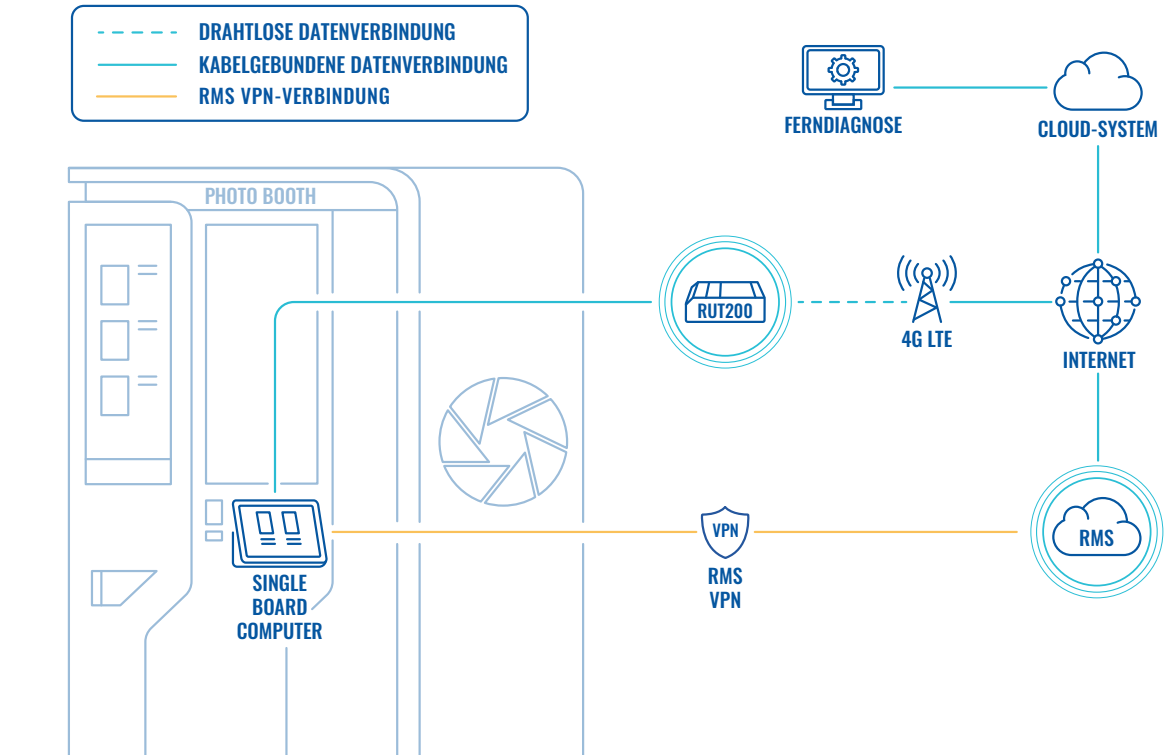 DRAHTLOSE DATENVERBINDUNG
KABELGEBUNDENE DATENVERBINDUNG
RMS VPN-VERBINDUNG
FERNDIAGNOSE
CLOUD-SYSTEM
PHOTO BOOTH
RUT200
4G LTE
INTERNET
VPN
RMS
VPN
RMS
SINGLE
BOARD
COMPUTER